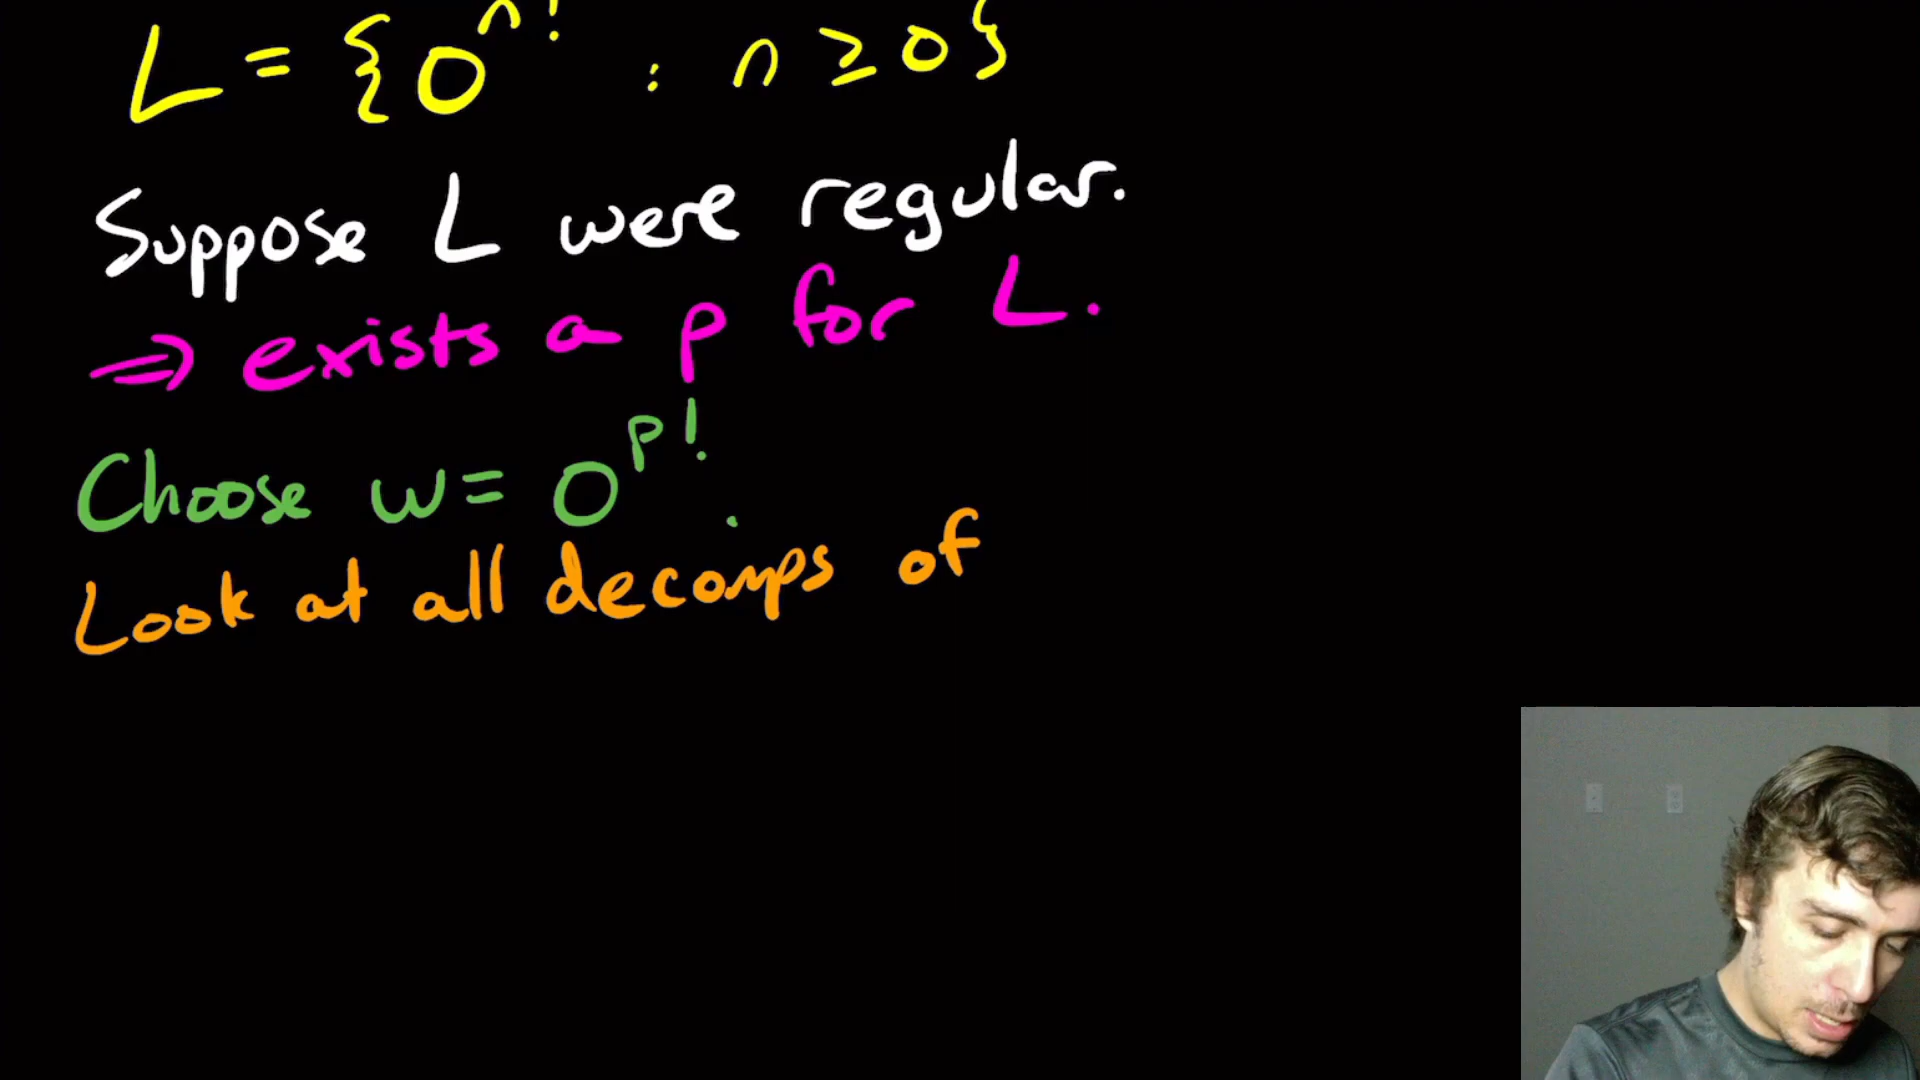 L = {0^n! : n ≥ 0}
Suppose L were regular.
⇒ exists a p for L.
Choose w = 0^p! .
Look at all decomps of